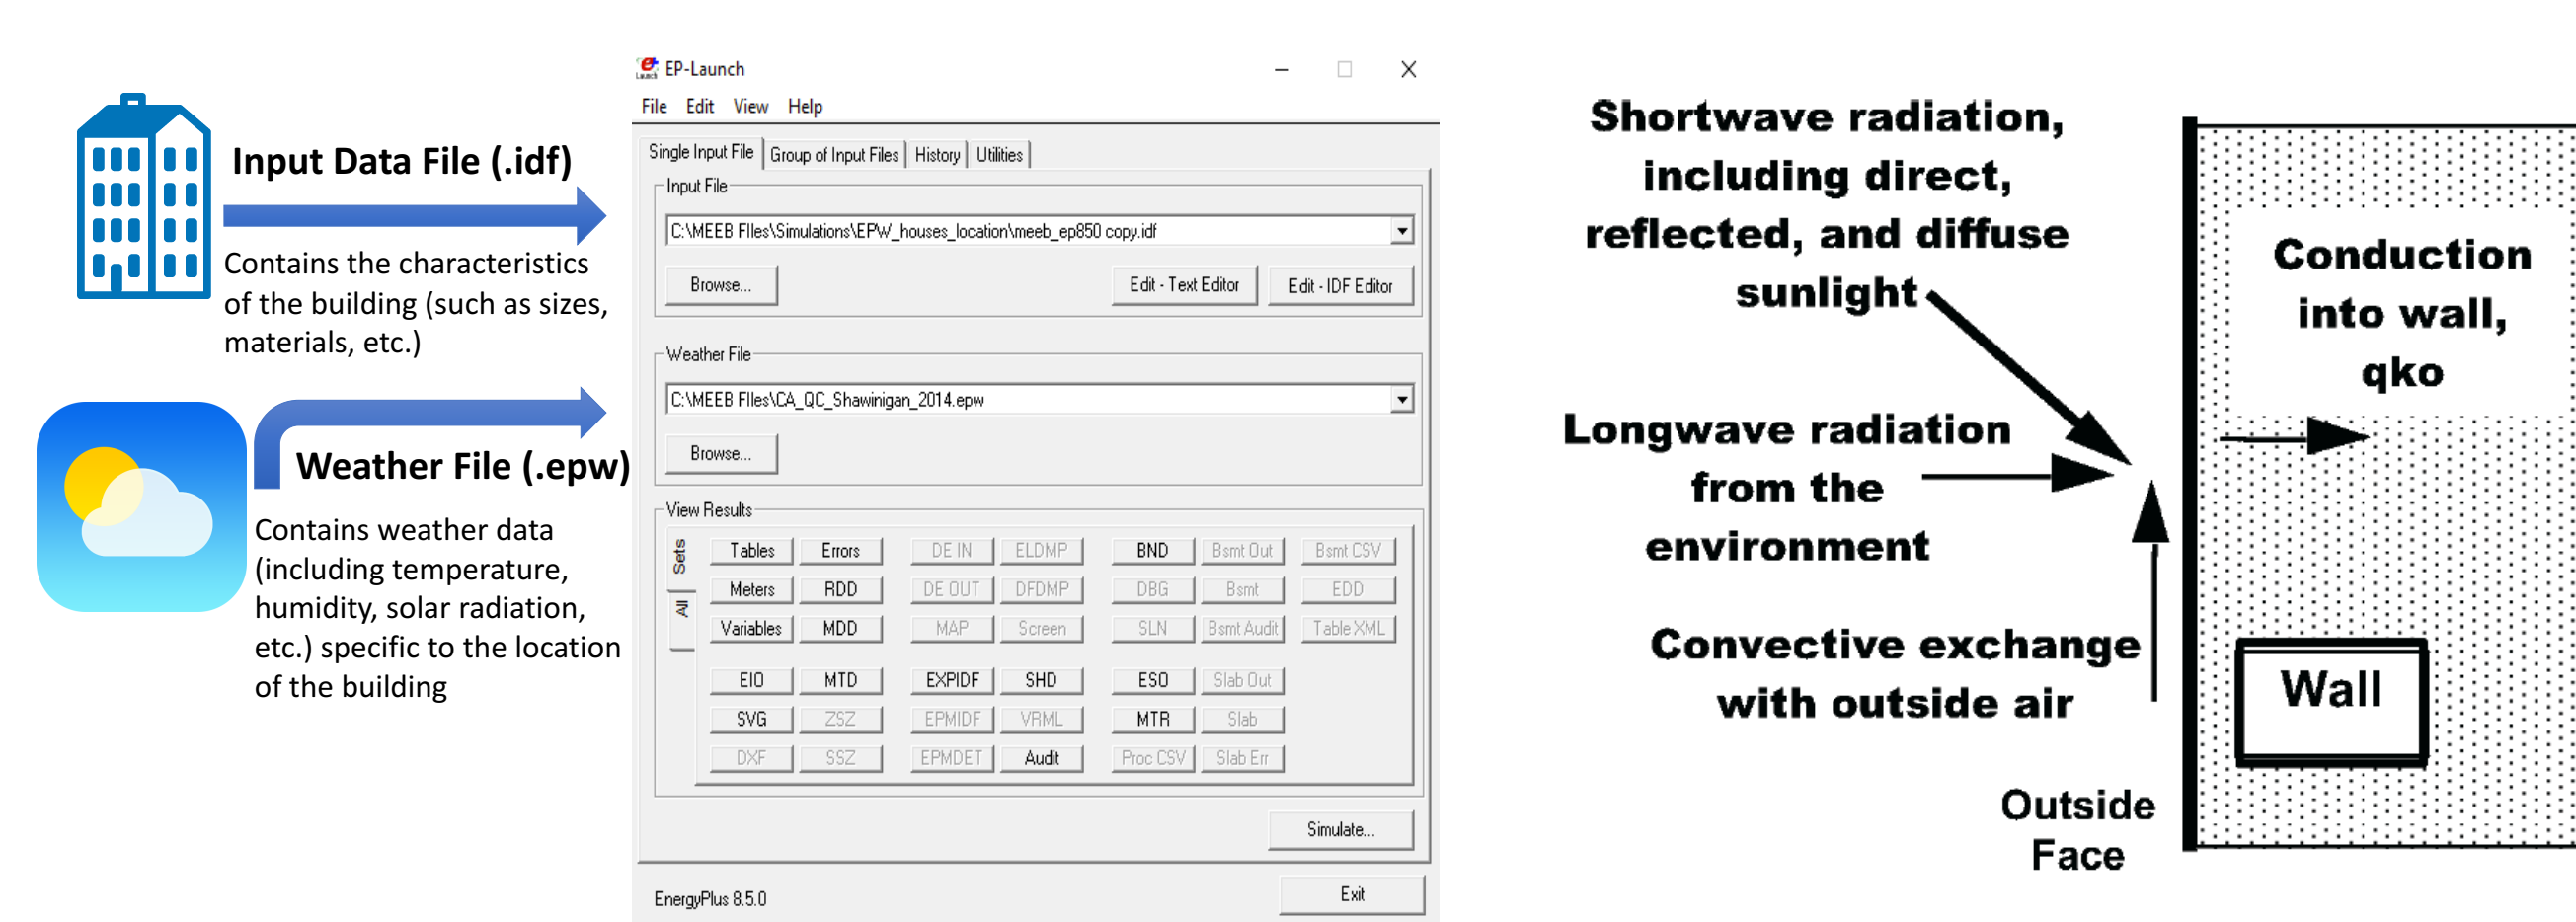 Input Data File (.idf)
Contains the characteristics
of the building (such as sizes,
materials, etc.)
Weather File (.epw)
Contains weather data
(including temperature,
humidity, solar radiation,
etc.) specific to the location
of the building
Launch
EP-Launch
File Edit View Help
Single Input File Group of Input Files History Utilities
Input File
C:\MEEB FIles\Simulations\EPW_houses_location\meeb_ep850 copy.idf
Browse... Edit - Text Editor Edit - IDF Editor
Weather File
C:\MEEB FIles\CA_QC_Shawinigan_2014.epw
Browse...
View Results
Sets
All
Tables Errors DE IN ELDMP BND Bsmt Out Bsmt CSV
Meters RDD DE OUT DFDMP DBG Bsmt EDD
Variables MDD MAP Screen SLN Bsmt Audit Table XML
EIO MTD EXPIDF SHD ESO Slab Out
SVG ZSZ EPMIDF VRML MTR Slab
DXF SSZ EPMDET Audit Proc CSV Slab Err
Simulate...
EnergyPlus 8.5.0 Exit
Shortwave radiation,
including direct,
reflected, and diffuse
sunlight
Longwave radiation
from the
environment
Convective exchange
with outside air
Outside
Face
Conduction
into wall,
qko
Wall